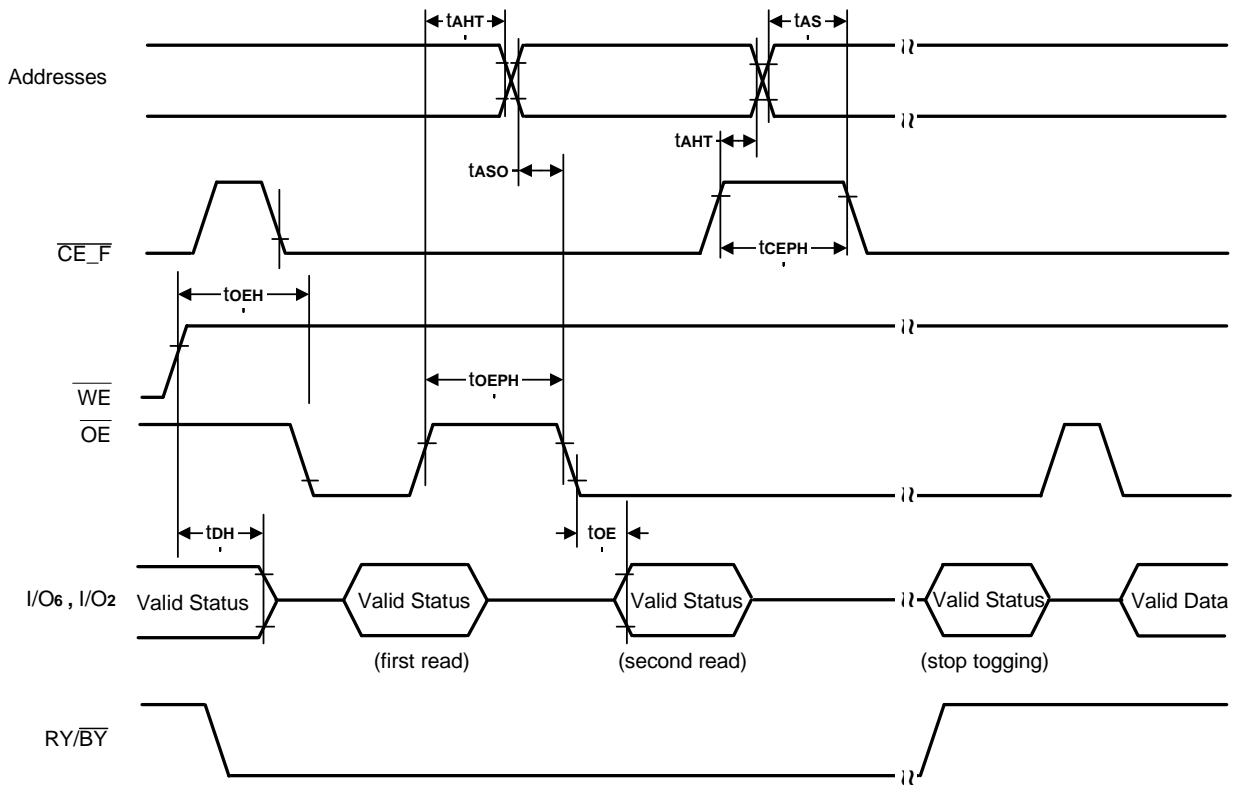 tAHT
tAS
Addresses
tAHT
tASO
CE_F
tCEPH
tOEH
WE
tOEPH
OE
tDH
tOE
I/O6 , I/O2
Valid Status
Valid Status
Valid Status
Valid Status
Valid Data
(first read)
(second read)
(stop togging)
RY/BY